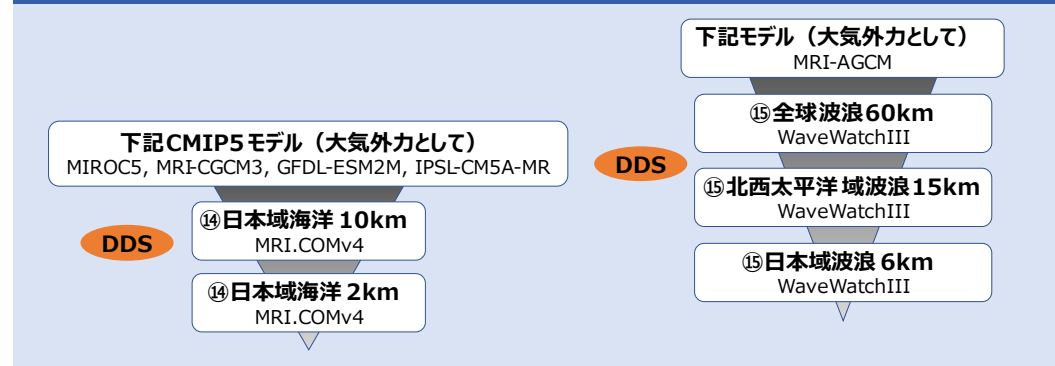 下記CMIP5モデル（大気外力として）
MIROC5, MRI-CGCM3, GFDL-ESM2M, IPSL-CM5A-MR
DDS
⑭日本域海洋 10km
MRI.COMv4
⑭日本域海洋 2km
MRI.COMv4
下記モデル（大気外力として）
MRI-AGCM
⑮全球波浪60km
WaveWatchIII
DDS
⑮北西太平洋域波浪15km
WaveWatchIII
⑮日本域波浪 6km
WaveWatchIII